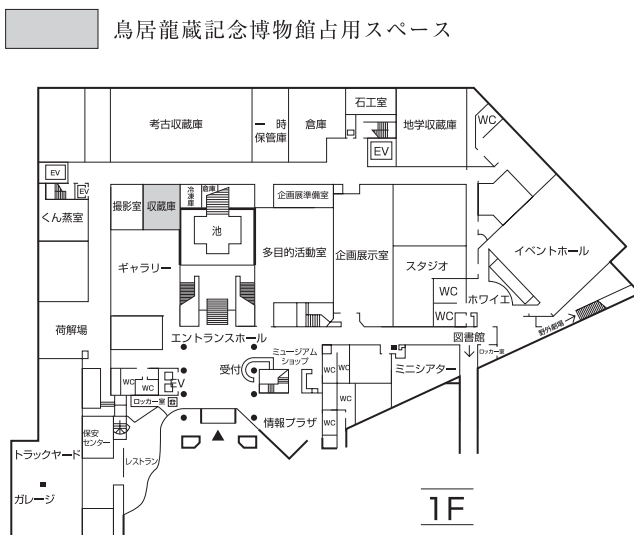 鳥居龍蔵記念博物館占用スペース
石工室
考古収蔵庫
一時
保管庫
倉庫
地学収蔵庫
WC
EV
EV
EV
くん蒸室
撮影室
収蔵庫
冷凍庫
倉庫
企画展準備室
池
多目的活動室
企画展示室
スタジオ
イベントホール
ギャラリー
WC
ホワイエ
WC
荷解場
エントランスホール
図書館
野外劇場
ロッカー室
受付
ミュージアム
ショップ
WC
WC
ミニシアター
WC
WC
EV
ロッカー室
WC
情報プラザ
WC
保安
センター
トラックヤード
レストラン
ガレージ
1F